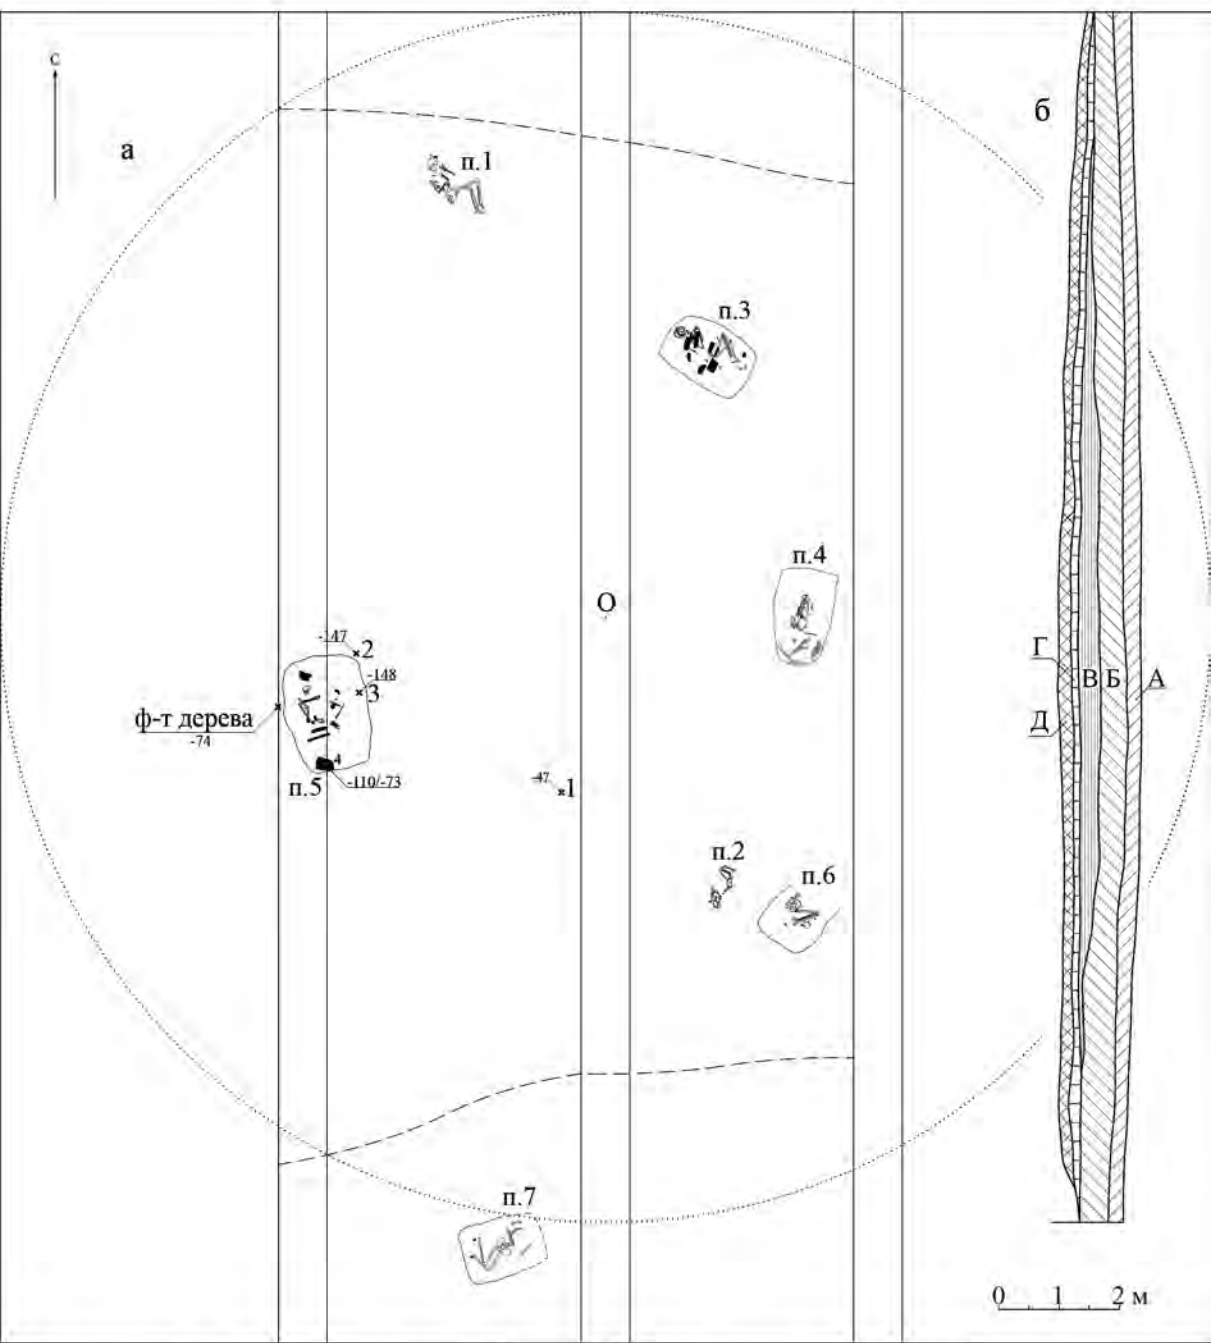 С
а
б
п.1
п.3
п.4
О
-147
2
-148
3
ф-т дерева
-74
4
п.5
-110/-73
-47
1
п.2
п.6
п.7
Г
Д
В
Б
А
0 1 2 м